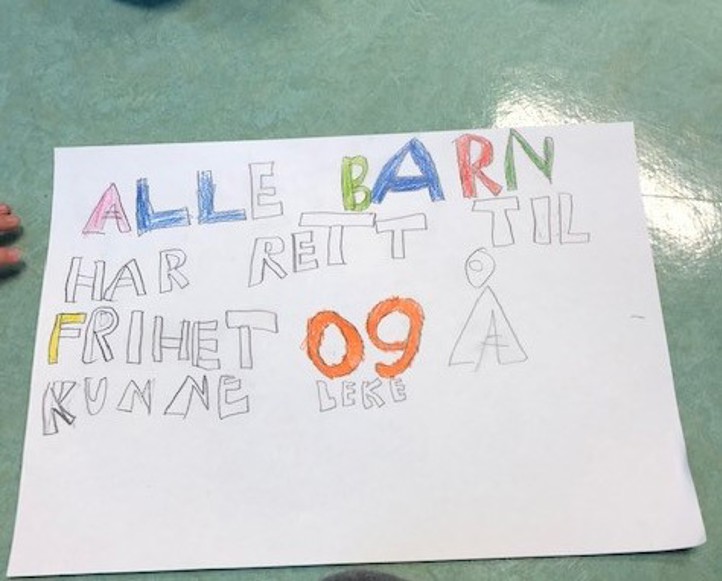 ALLE BARN
HAR RETT TIL
FRIHET OG Å
KUNNE LEKE